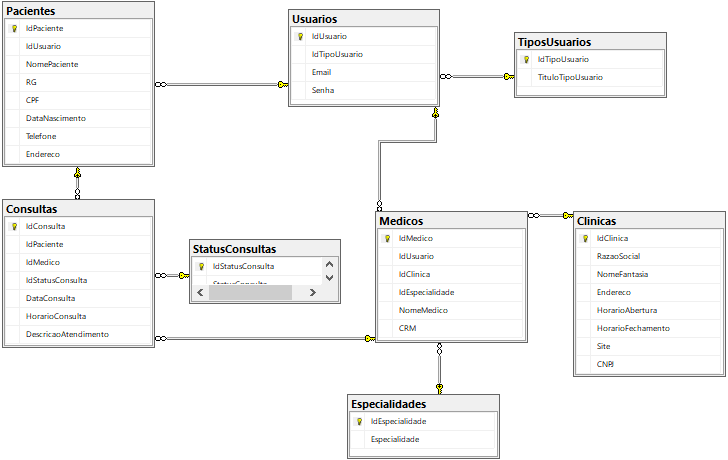 Pacientes
IdPaciente
IdUsuario
NomePaciente
RG
CPF
DataNascimento
Telefone
Endereco
Usuarios
IdUsuario
IdTipoUsuario
Email
Senha
TiposUsuarios
IdTipoUsuario
TituloTipoUsuario
Consultas
IdConsulta
IdPaciente
IdMedico
IdStatusConsulta
DataConsulta
HorarioConsulta
DescricaoAtendimento
StatusConsultas
IdStatusConsulta
StatusConsulta
Medicos
IdMedico
IdUsuario
IdClinica
IdEspecialidade
NomeMedico
CRM
Clinicas
IdClinica
RazaoSocial
NomeFantasia
Endereco
HorarioAbertura
HorarioFechamento
Site
CNPJ
Especialidades
IdEspecialidade
Especialidade